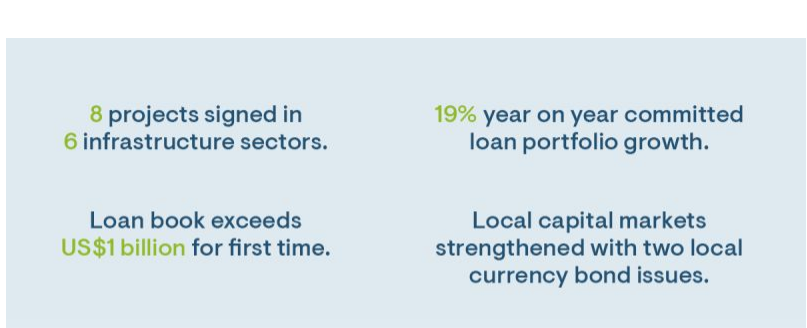 8 projects signed in
6 infrastructure sectors.
19% year on year committed
loan portfolio growth.
Loan book exceeds
US$1 billion for first time.
Local capital markets
strengthened with two local
currency bond issues.